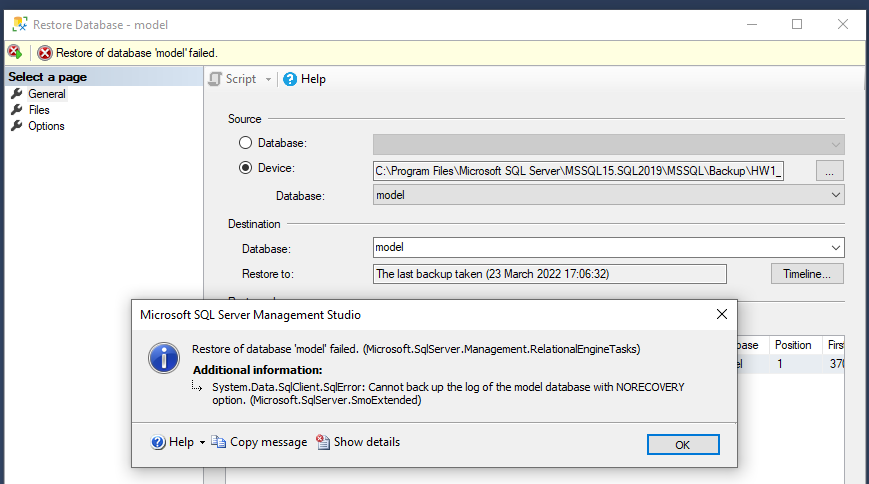 Restore Database - model
Restore of database 'model' failed.
Select a page
General
Files
Options
Script
Help
Source
Database:
Device:
C:\Program Files\Microsoft SQL Server\MSSQL15.SQL2019\MSSQL\Backup\HW1_
...
Database:
model
Destination
Database:
model
Restore to:
The last backup taken (23 March 2022 17:06:32)
Timeline...
Position
1
370
Microsoft SQL Server Management Studio
Restore of database 'model' failed. (Microsoft.SqlServer.Management.RelationalEngineTasks)
Additional information:
System.Data.SqlClient.SqlError: Cannot back up the log of the model database with NORECOVERY
option. (Microsoft.SqlServer.SmoExtended)
Help
Copy message
Show details
OK